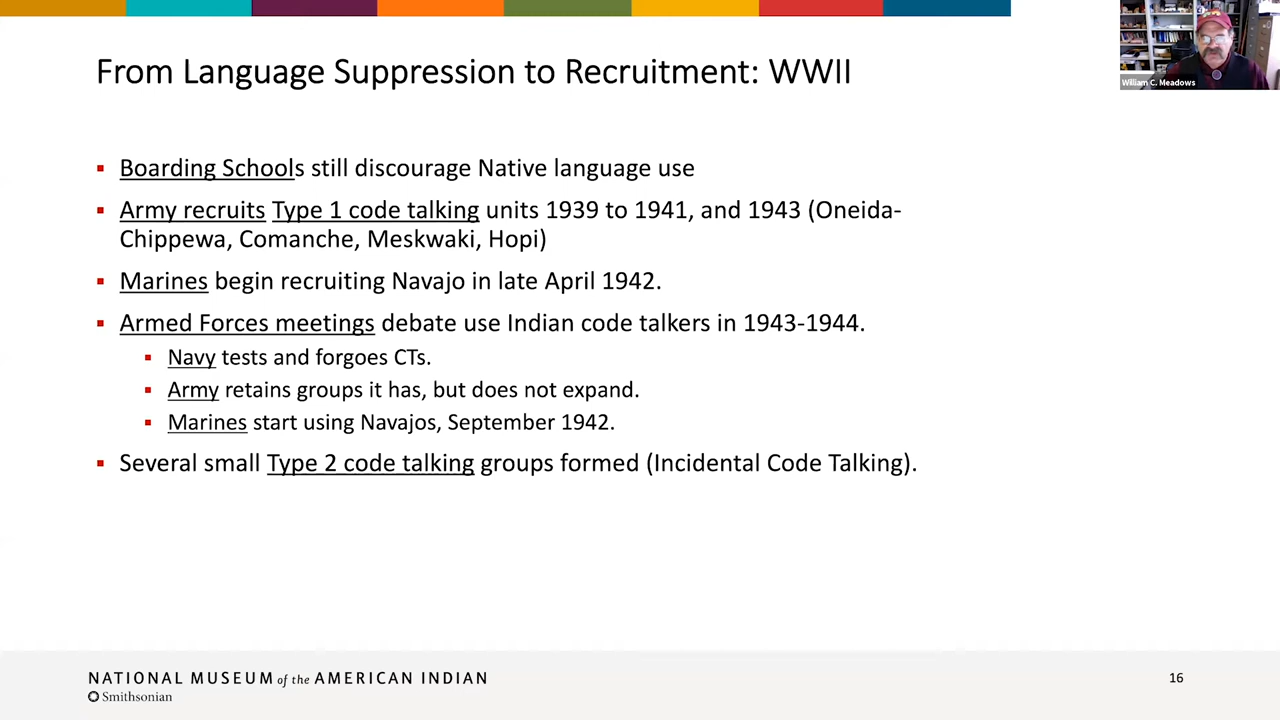 From Language Suppression to Recruitment: WWII
William C. Meadows
▪ Boarding Schools still discourage Native language use
▪ Army recruits Type 1 code talking units 1939 to 1941, and 1943 (Oneida-
Chippewa, Comanche, Meskwaki, Hopi)
▪ Marines begin recruiting Navajo in late April 1942.
▪ Armed Forces meetings debate use Indian code talkers in 1943-1944.
▪ Navy tests and forgoes CTs.
▪ Army retains groups it has, but does not expand.
▪ Marines start using Navajos, September 1942.
▪ Several small Type 2 code talking groups formed (Incidental Code Talking).
NATIONAL MUSEUM of the AMERICAN INDIAN
Smithsonian
16